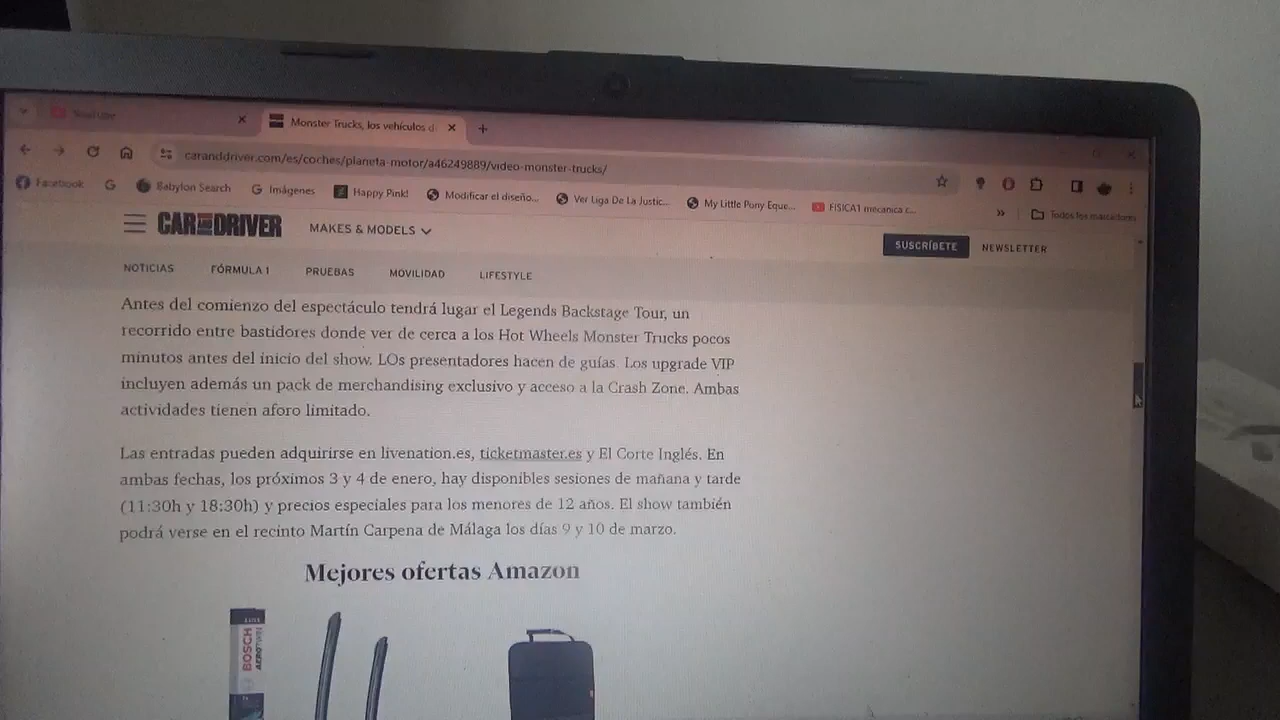 YouTube
Monster Trucks, los vehículos d
caranddriver.com/es/coches/planeta-motor/a46249889/video-monster-trucks/
Facebook
Babylon Search
Imágenes
Happy Pink!
Modificar el diseño...
Ver Liga De La Justic...
My Little Pony Eque...
FISICA1 mecanica c...
»
Todos los marcadores
CAR AND DRIVER
MAKES & MODELS
SUSCRÍBETE
NEWSLETTER
NOTICIAS
FÓRMULA 1
PRUEBAS
MOVILIDAD
LIFESTYLE
Antes del comienzo del espectáculo tendrá lugar el Legends Backstage Tour, un
recorrido entre bastidores donde ver de cerca a los Hot Wheels Monster Trucks pocos
minutos antes del inicio del show. LOs presentadores hacen de guías. Los upgrade VIP
incluyen además un pack de merchandising exclusivo y acceso a la Crash Zone. Ambas
actividades tienen aforo limitado.
Las entradas pueden adquirirse en livenation.es, ticketmaster.es y El Corte Inglés. En
ambas fechas, los próximos 3 y 4 de enero, hay disponibles sesiones de mañana y tarde
(11:30h y 18:30h) y precios especiales para los menores de 12 años. El show también
podrá verse en el recinto Martín Carpena de Málaga los días 9 y 10 de marzo.
Mejores ofertas Amazon
BOSCH
AEROTWIN